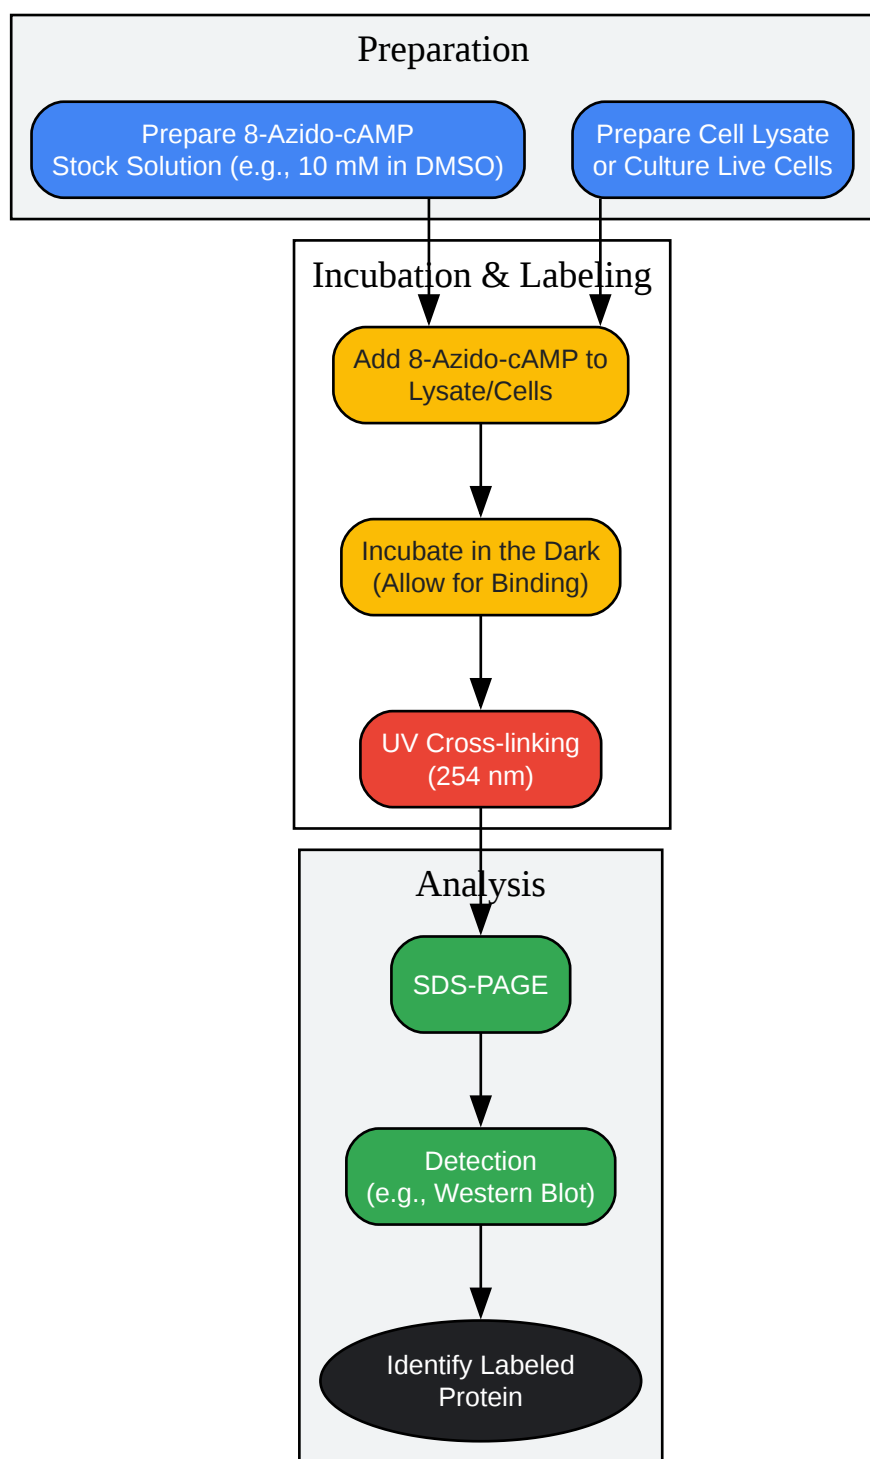 Preparation
Prepare 8-Azido-cAMP
Stock Solution (e.g., 10 mM in DMSO)
Prepare Cell Lysate
or Culture Live Cells
Incubation & Labeling
Add 8-Azido-cAMP to
Lysate/Cells
Incubate in the Dark
(Allow for Binding)
UV Cross-linking
(254 nm)
Analysis
SDS-PAGE
Detection
(e.g., Western Blot)
Identify Labeled
Protein